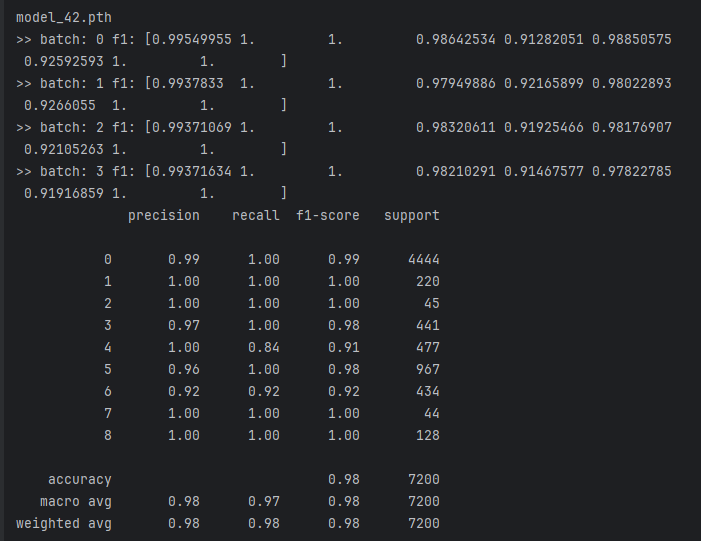 model_42.pth
>> batch: 0 f1: [0.99549955 1.         1.         0.98642534 0.91282051 0.98850575
 0.92592593 1.         1.        ]
>> batch: 1 f1: [0.9937833  1.         1.         0.97949886 0.92165899 0.98022893
 0.9266055  1.         1.        ]
>> batch: 2 f1: [0.99371069 1.         1.         0.98320611 0.91925466 0.98176907
 0.92105263 1.         1.        ]
>> batch: 3 f1: [0.99371634 1.         1.         0.98210291 0.91467577 0.97822785
 0.91916859 1.         1.        ]
              precision    recall  f1-score   support
           0       0.99      1.00      0.99      4444
           1       1.00      1.00      1.00       220
           2       1.00      1.00      1.00        45
           3       0.97      1.00      0.98       441
           4       1.00      0.84      0.91       477
           5       0.96      1.00      0.98       967
           6       0.92      0.92      0.92       434
           7       1.00      1.00      1.00        44
           8       1.00      1.00      1.00       128
    accuracy                           0.98      7200
   macro avg       0.98      0.97      0.98      7200
weighted avg       0.98      0.98      0.98      7200